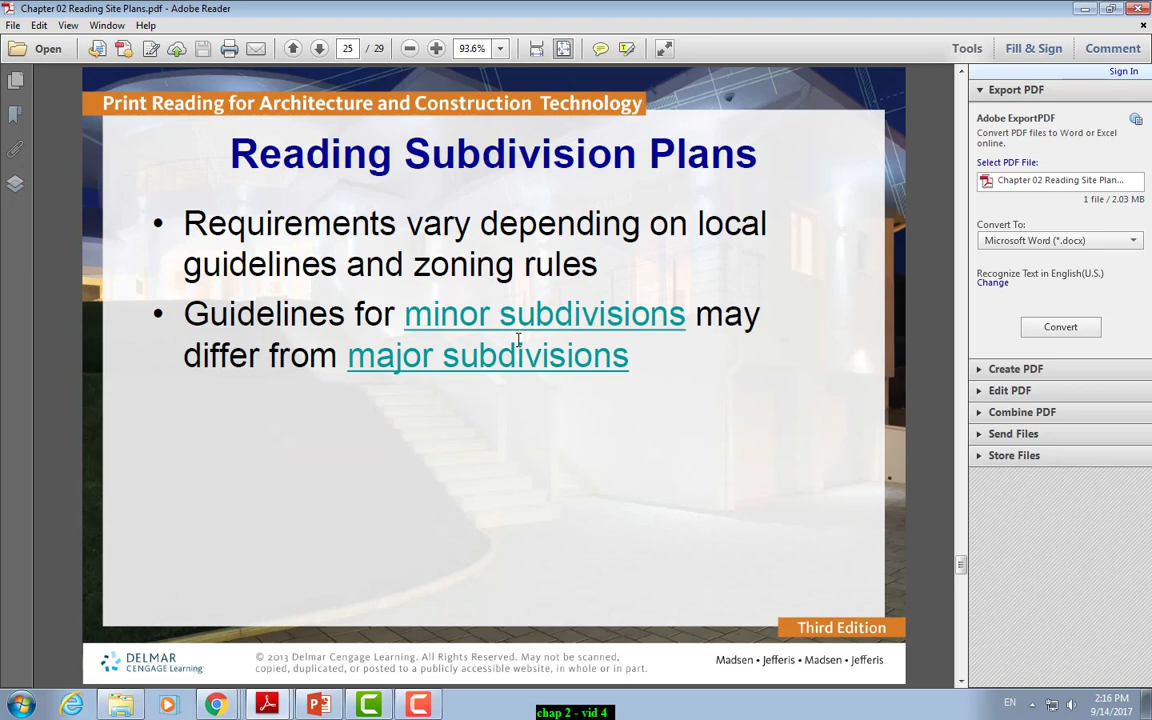 Chapter 02 Reading Site Plans.pdf - Adobe Reader
File Edit View Window Help
Open 25 / 29 93.6% Tools Fill & Sign Comment
Sign In
Export PDF
Adobe ExportPDF
Convert PDF files to Word or Excel
online.
Select PDF File:
Chapter 02 Reading Site Plan...
1 file / 2.03 MB
Convert To:
Microsoft Word (*.docx)
Recognize Text in English(U.S.)
Change
Convert
Create PDF
Edit PDF
Combine PDF
Send Files
Store Files
Print Reading for Architecture and Construction Technology
Reading Subdivision Plans
• Requirements vary depending on local
guidelines and zoning rules
• Guidelines for minor subdivisions may
differ from major subdivisions
Third Edition
DELMAR
CENGAGE Learning
© 2013 Delmar Cengage Learning. All Rights Reserved. May not be scanned,
copied, duplicated, or posted to a publicly accessible website, in whole or in part.
Madsen • Jefferis • Madsen • Jefferis
EN 2:16 PM
9/14/2017
chap 2 - vid 4